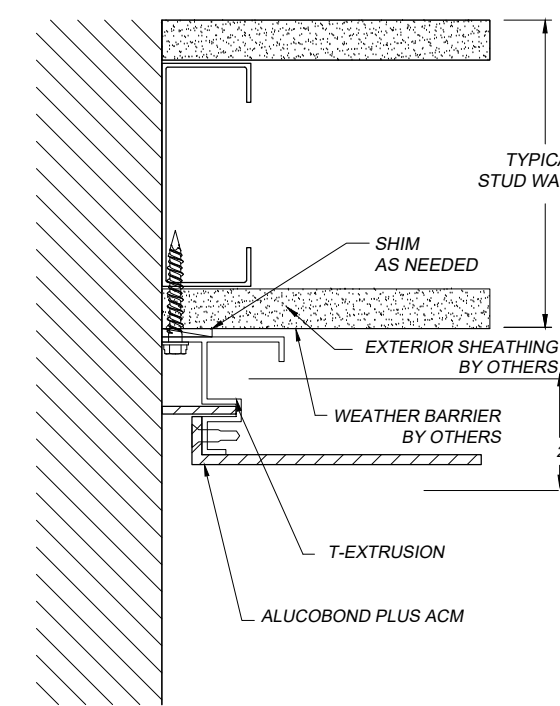 TYPICA
STUD WA
SHIM
AS NEEDED
EXTERIOR SHEATHING
BY OTHERS
WEATHER BARRIER
BY OTHERS
T-EXTRUSION
ALUCOBOND PLUS ACM